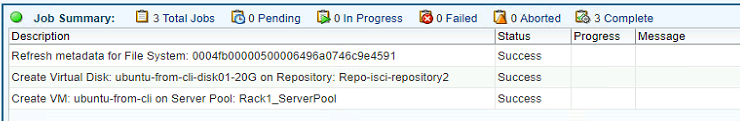 Job Summary: 3 Total Jobs 0 Pending 0 In Progress 0 Failed 0 Aborted 3 Complete
Description Status Progress Message
Refresh metadata for File System: 0004fb00000500006496a0746c9e4591 Success
Create Virtual Disk: ubuntu-from-cli-disk01-20G on Repository: Repo-isci-repository2 Success
Create VM: ubuntu-from-cli on Server Pool: Rack1_ServerPool Success